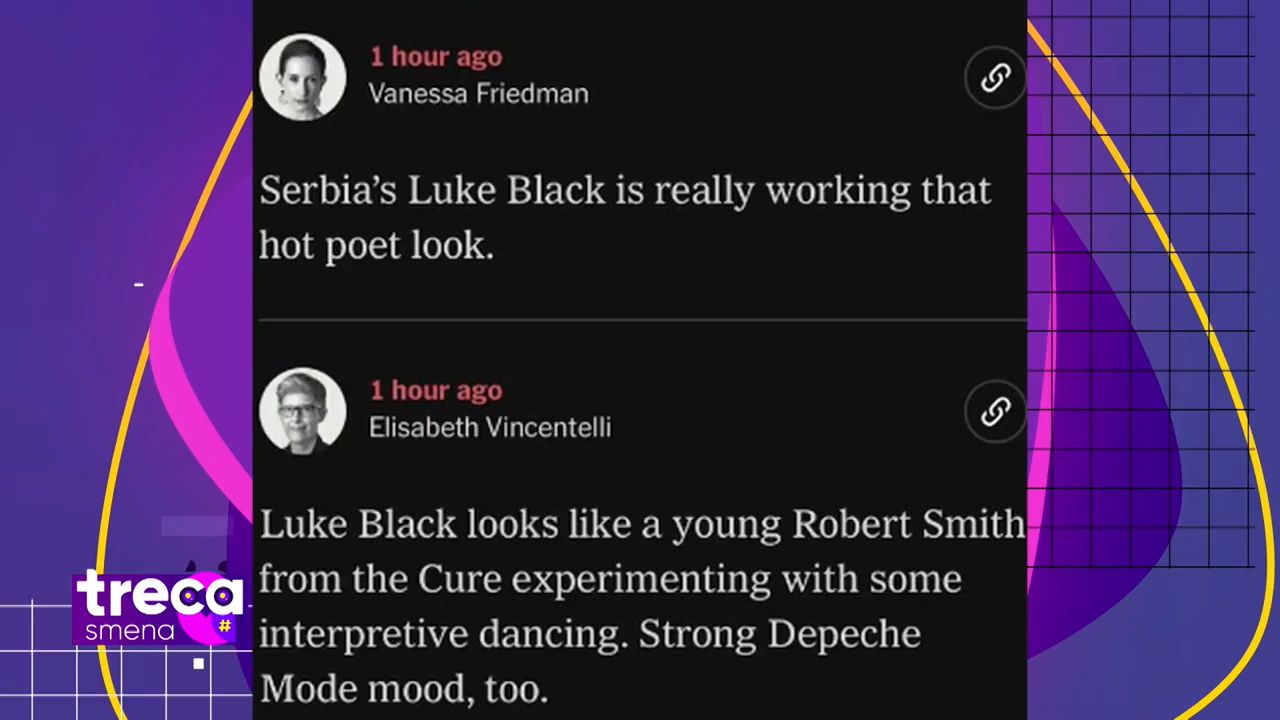 1 hour ago
Vanessa Friedman
Serbia’s Luke Black is really working that
hot poet look.
1 hour ago
Elisabeth Vincentelli
Luke Black looks like a young Robert Smith
from the Cure experimenting with some
interpretive dancing. Strong Depeche
Mode mood, too.
treca
smena
#